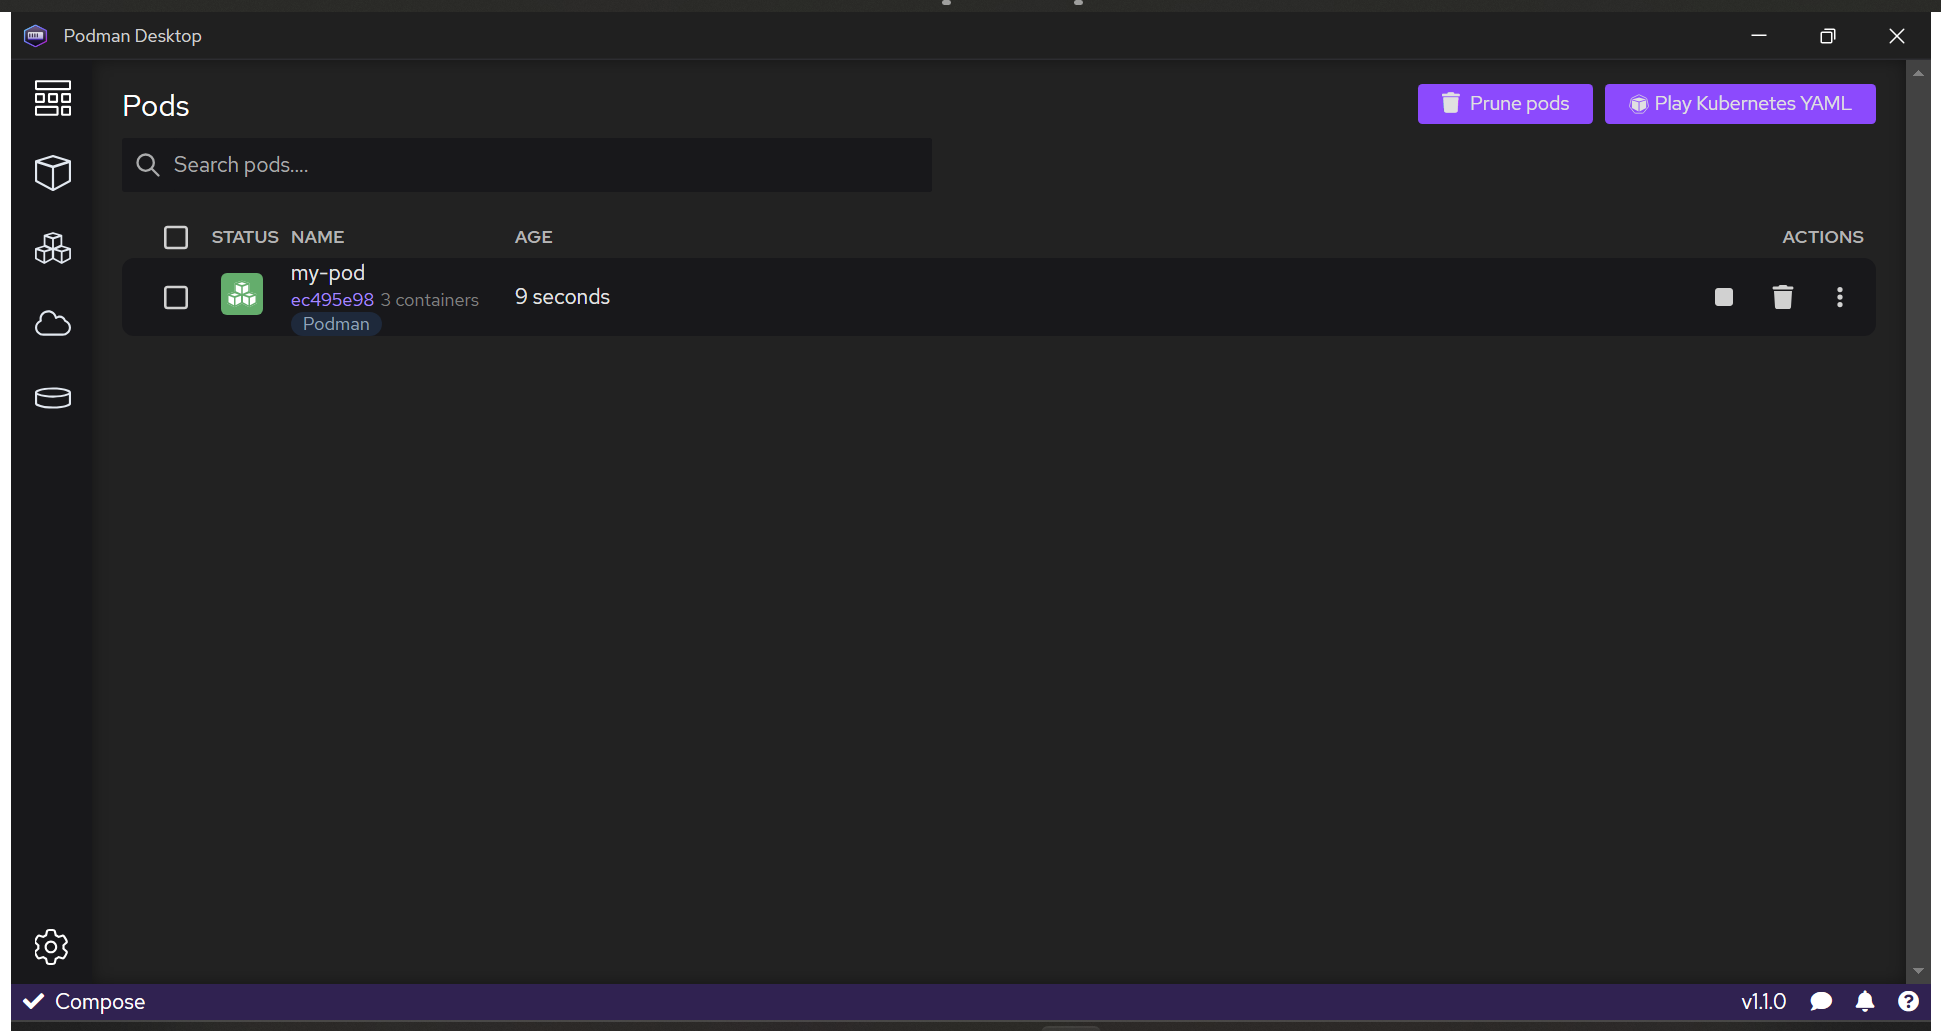 Podman Desktop
Pods
Prune pods
Play Kubernetes YAML
Search pods....
STATUS NAME AGE ACTIONS
my-pod
ec495e98 3 containers
9 seconds
Podman
Compose
v1.1.0